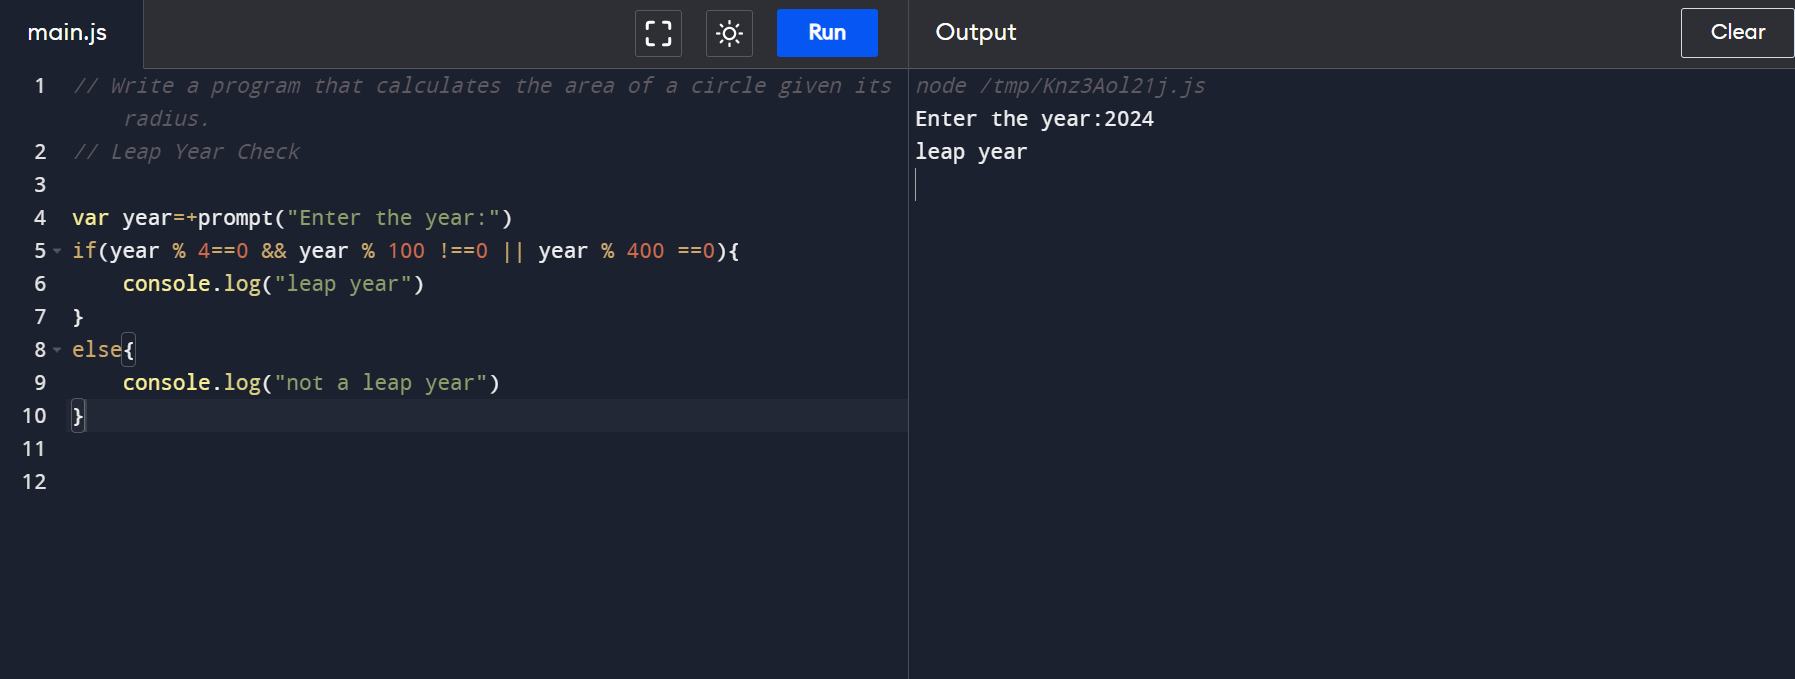 main.js
Run
Output
Clear
1 // Write a program that calculates the area of a circle given its
radius.
2 // Leap Year Check
3
4 var year=+prompt("Enter the year:")
5 if(year % 4==0 && year % 100 !==0 || year % 400 ==0){
6     console.log("leap year")
7 }
8 else{
9     console.log("not a leap year")
10 }
11
12
node /tmp/Knz3Aol21j.js
Enter the year:2024
leap year